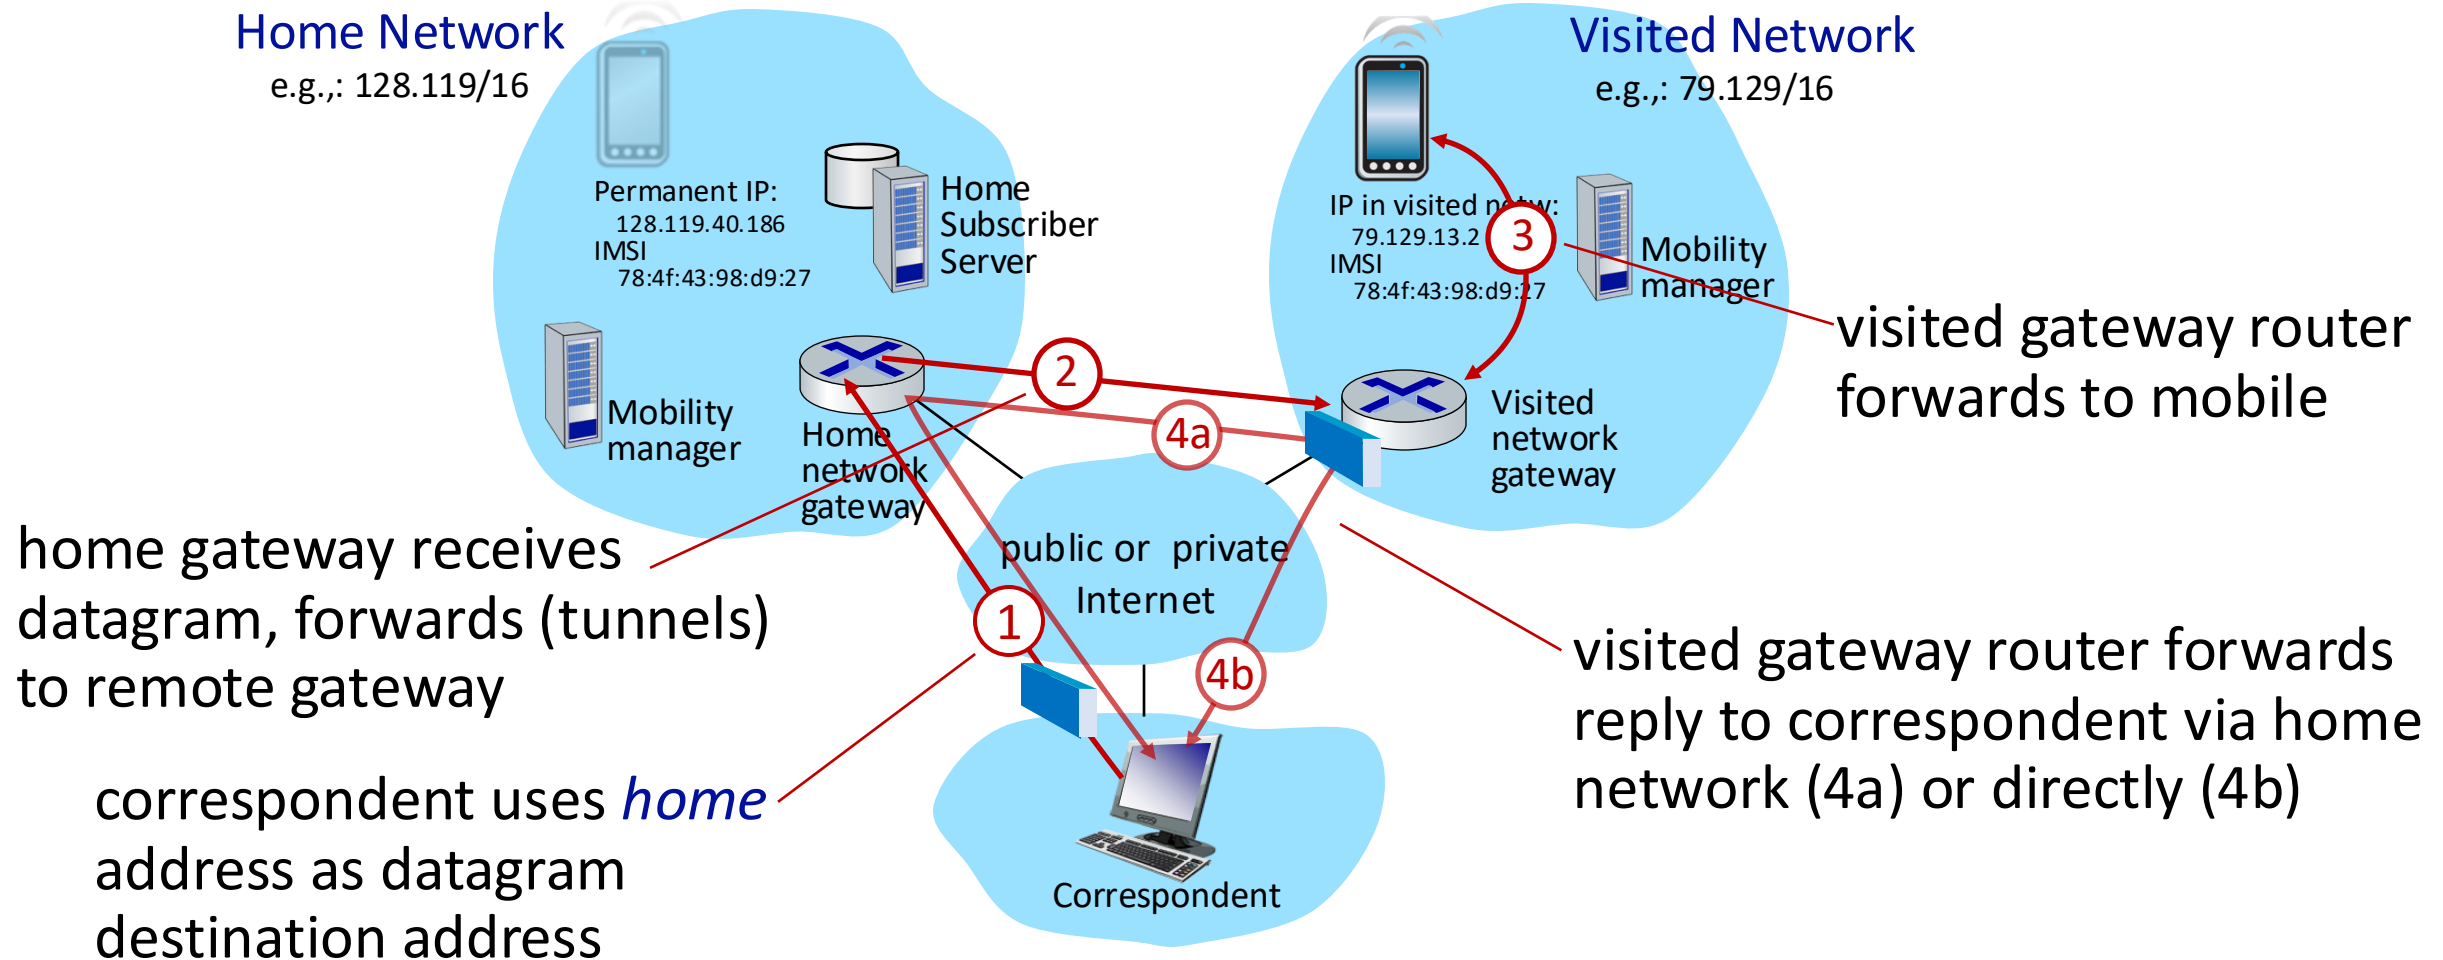 Home Network
e.g.,: 128.119/16
Visited Network
e.g.,: 79.129/16
Permanent IP:
128.119.40.186
IMSI
78:4f:43:98:d9:27
Home
Subscriber
Server
IP in visited netw:
79.129.13.2
IMSI
78:4f:43:98:d9:27
3
Mobility
manager
visited gateway router
forwards to mobile
Mobility
manager
Home
network
gateway
2
4a
Visited
network
gateway
home gateway receives
datagram, forwards (tunnels)
to remote gateway
public or private
Internet
1
4b
visited gateway router forwards
reply to correspondent via home
network (4a) or directly (4b)
correspondent uses home
address as datagram
destination address
Correspondent